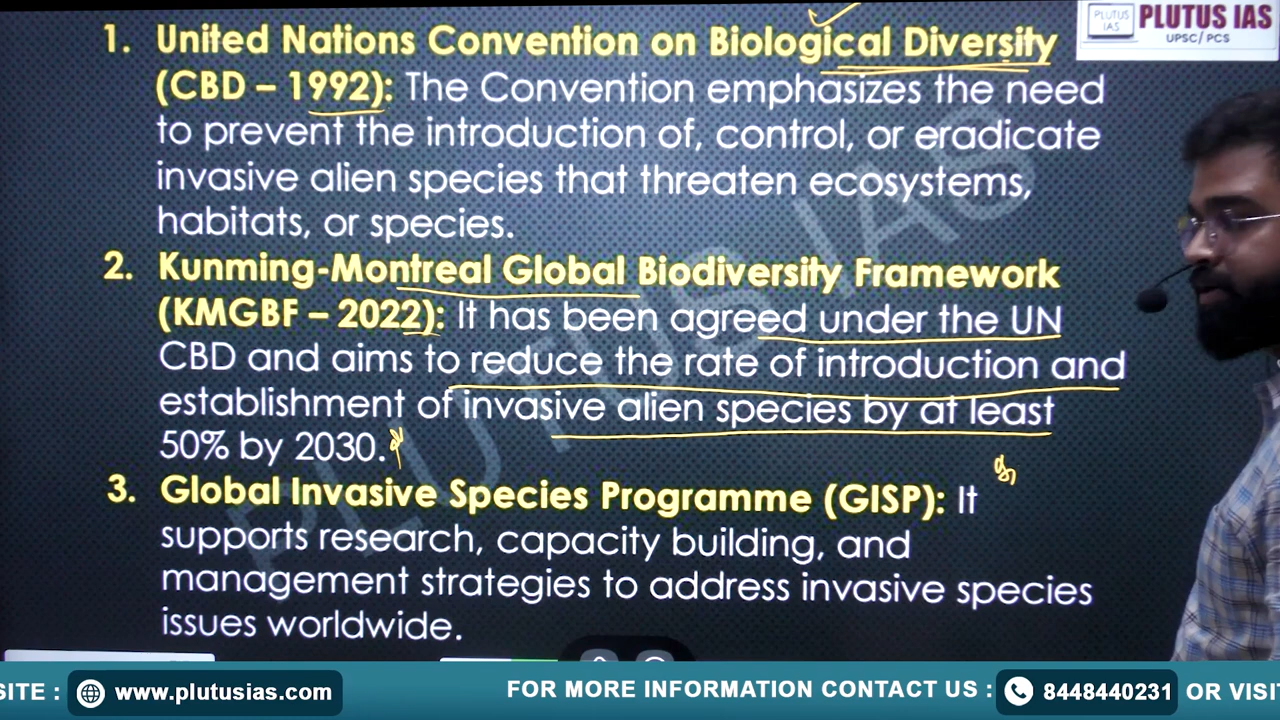 PLUTUS IAS
UPSC/ PCS
PLUTUS IAS
1. United Nations Convention on Biological Diversity
(CBD – 1992): The Convention emphasizes the need
to prevent the introduction of, control, or eradicate
invasive alien species that threaten ecosystems,
habitats, or species.
2. Kunming-Montreal Global Biodiversity Framework
(KMGBF – 2022): It has been agreed under the UN
CBD and aims to reduce the rate of introduction and
establishment of invasive alien species by at least
50% by 2030.
3. Global Invasive Species Programme (GISP): It
supports research, capacity building, and
management strategies to address invasive species
issues worldwide.
PLUTUS IAS
SITE : www.plutusias.com FOR MORE INFORMATION CONTACT US : 8448440231 OR VISIT